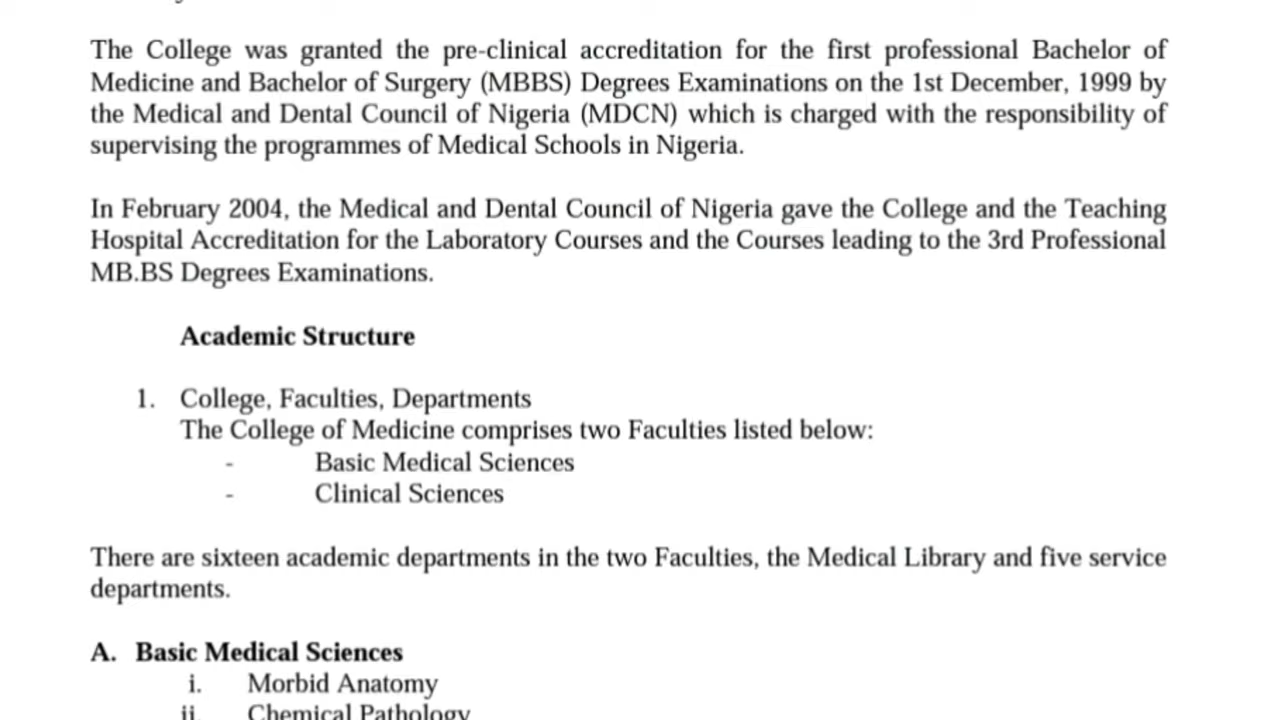 The College was granted the pre-clinical accreditation for the first professional Bachelor of
Medicine and Bachelor of Surgery (MBBS) Degrees Examinations on the 1st December, 1999 by
the Medical and Dental Council of Nigeria (MDCN) which is charged with the responsibility of
supervising the programmes of Medical Schools in Nigeria.
In February 2004, the Medical and Dental Council of Nigeria gave the College and the Teaching
Hospital Accreditation for the Laboratory Courses and the Courses leading to the 3rd Professional
MB.BS Degrees Examinations.
Academic Structure
1. College, Faculties, Departments
The College of Medicine comprises two Faculties listed below:
- Basic Medical Sciences
- Clinical Sciences
There are sixteen academic departments in the two Faculties, the Medical Library and five service
departments.
A. Basic Medical Sciences
i. Morbid Anatomy
ii. Chemical Pathology